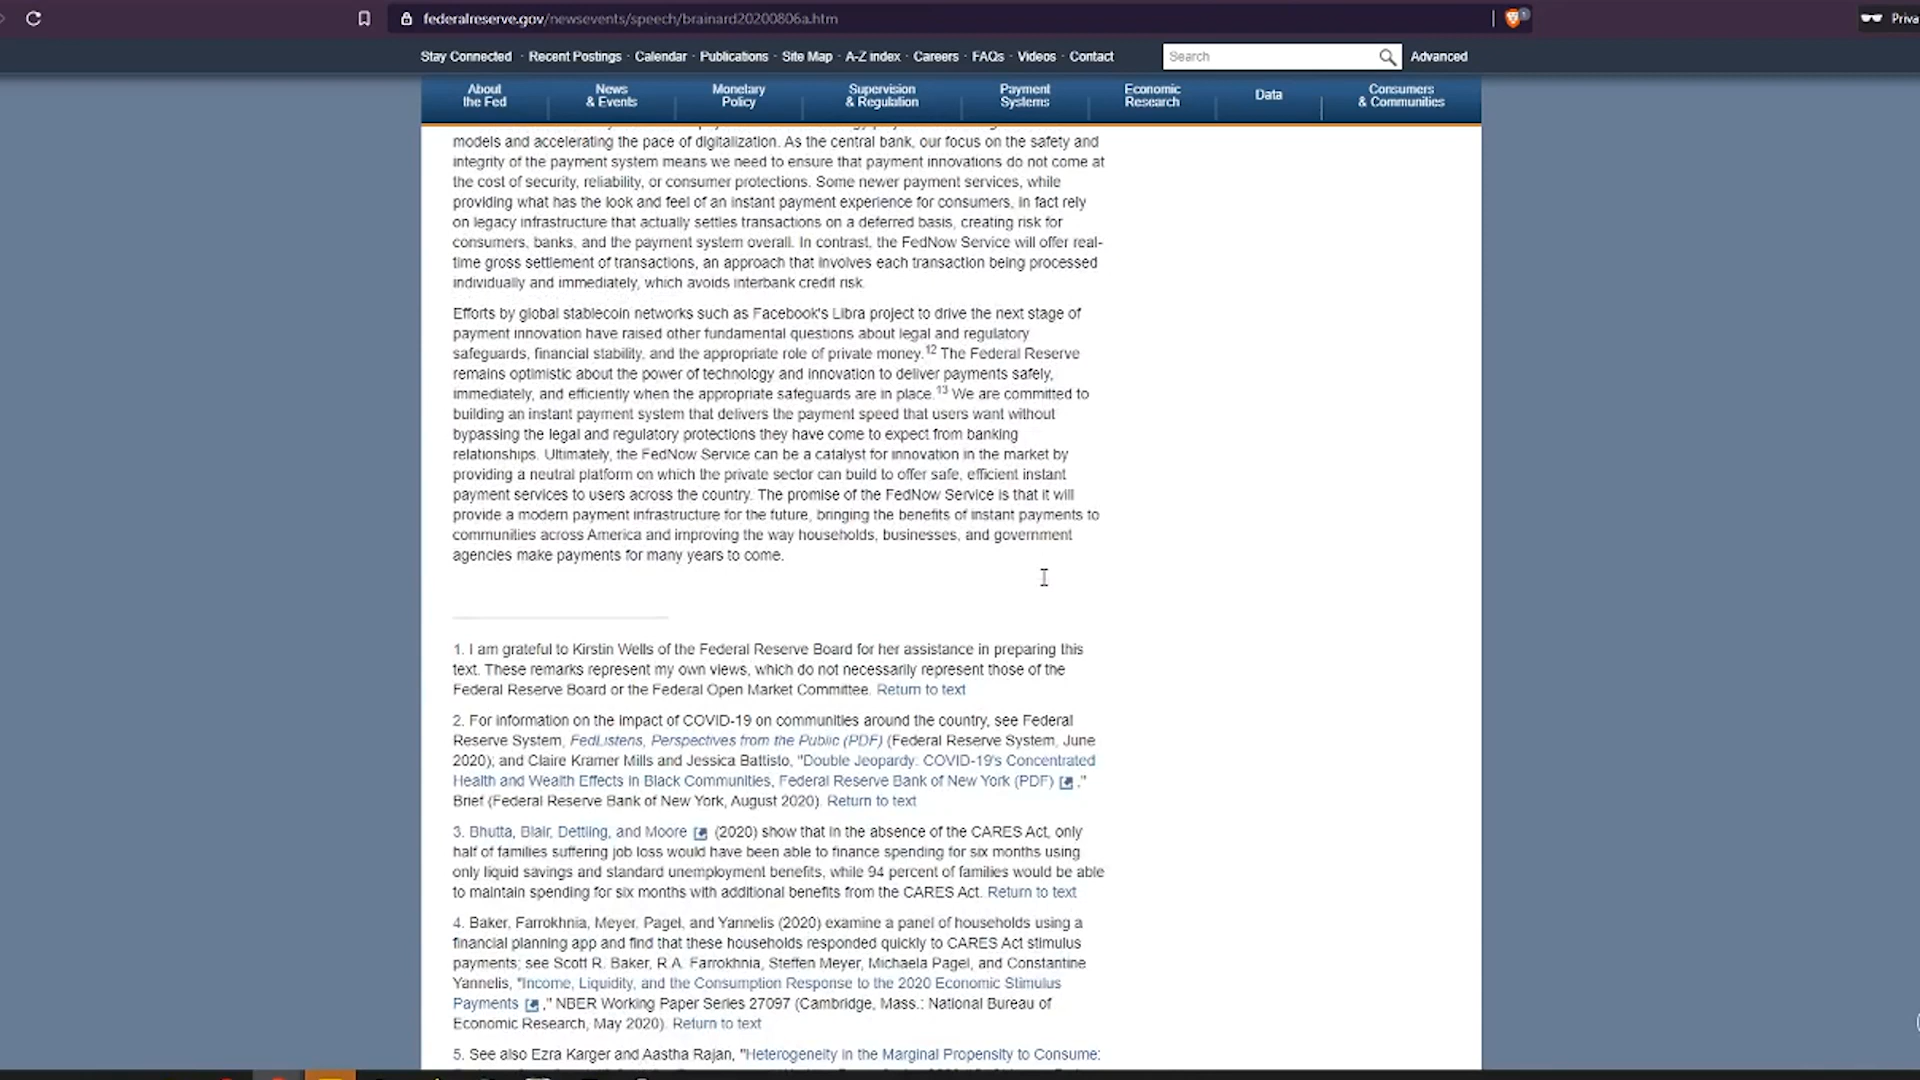 federalreserve.gov/newsevents/speech/brainard20200806a.htm
1
Priva
Stay Connected · Recent Postings · Calendar · Publications · Site Map · A-Z index · Careers · FAQs · Videos · Contact
Search
Advanced
About
the Fed
News
& Events
Monetary
Policy
Supervision
& Regulation
Payment
Systems
Economic
Research
Data
Consumers
& Communities
models and accelerating the pace of digitalization. As the central bank, our focus on the safety and
integrity of the payment system means we need to ensure that payment innovations do not come at
the cost of security, reliability, or consumer protections. Some newer payment services, while
providing what has the look and feel of an instant payment experience for consumers, in fact rely
on legacy infrastructure that actually settles transactions on a deferred basis, creating risk for
consumers, banks, and the payment system overall. In contrast, the FedNow Service will offer real-
time gross settlement of transactions, an approach that involves each transaction being processed
individually and immediately, which avoids interbank credit risk.
Efforts by global stablecoin networks such as Facebook's Libra project to drive the next stage of
payment innovation have raised other fundamental questions about legal and regulatory
safeguards, financial stability, and the appropriate role of private money.12 The Federal Reserve
remains optimistic about the power of technology and innovation to deliver payments safely,
immediately, and efficiently when the appropriate safeguards are in place.13 We are committed to
building an instant payment system that delivers the payment speed that users want without
bypassing the legal and regulatory protections they have come to expect from banking
relationships. Ultimately, the FedNow Service can be a catalyst for innovation in the market by
providing a neutral platform on which the private sector can build to offer safe, efficient instant
payment services to users across the country. The promise of the FedNow Service is that it will
provide a modern payment infrastructure for the future, bringing the benefits of instant payments to
communities across America and improving the way households, businesses, and government
agencies make payments for many years to come.
1. I am grateful to Kirstin Wells of the Federal Reserve Board for her assistance in preparing this
text. These remarks represent my own views, which do not necessarily represent those of the
Federal Reserve Board or the Federal Open Market Committee. Return to text
2. For information on the impact of COVID-19 on communities around the country, see Federal
Reserve System, FedListens, Perspectives from the Public (PDF) (Federal Reserve System, June
2020); and Claire Kramer Mills and Jessica Battisto, "Double Jeopardy: COVID-19's Concentrated
Health and Wealth Effects in Black Communities, Federal Reserve Bank of New York (PDF) ,"
Brief (Federal Reserve Bank of New York, August 2020). Return to text
3. Bhutta, Blair, Dettling, and Moore (2020) show that in the absence of the CARES Act, only
half of families suffering job loss would have been able to finance spending for six months using
only liquid savings and standard unemployment benefits, while 94 percent of families would be able
to maintain spending for six months with additional benefits from the CARES Act. Return to text
4. Baker, Farrokhnia, Meyer, Pagel, and Yannelis (2020) examine a panel of households using a
financial planning app and find that these households responded quickly to CARES Act stimulus
payments; see Scott R. Baker, R.A. Farrokhnia, Steffen Meyer, Michaela Pagel, and Constantine
Yannelis, "Income, Liquidity, and the Consumption Response to the 2020 Economic Stimulus
Payments ," NBER Working Paper Series 27097 (Cambridge, Mass.: National Bureau of
Economic Research, May 2020). Return to text
5. See also Ezra Karger and Aastha Rajan, "Heterogeneity in the Marginal Propensity to Consume: